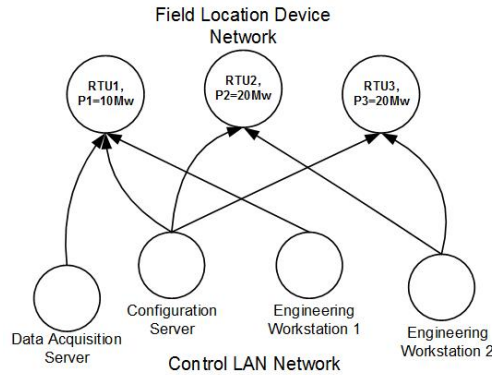 Field Location Device
Network
RTU1,
P1=10Mw
RTU2,
P2=20Mw
RTU3,
P3=20Mw
Data Acquisition
Server
Configuration
Server
Engineering
Workstation 1
Engineering
Workstation 2
Control LAN Network